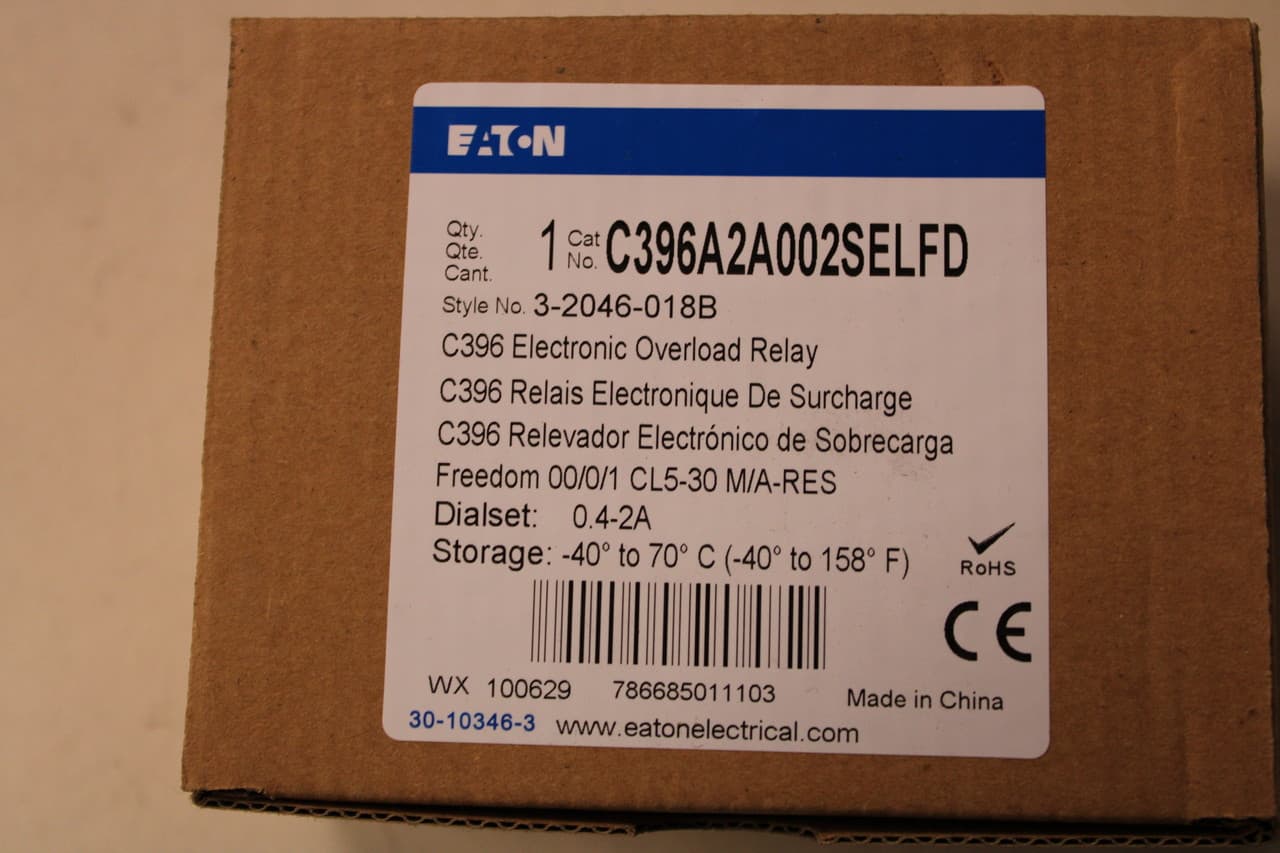 EATON
Qty. Qte. Cant. 1 Cat No. C396A2A002SELFD
Style No. 3-2046-018B
C396 Electronic Overload Relay
C396 Relais Electronique De Surcharge
C396 Relevador Electrónico de Sobrecarga
Freedom 00/0/1 CL5-30 M/A-RES
Dialset: 0.4-2A
Storage: -40° to 70° C (-40° to 158° F)
RoHS
CE
WX 100629 786685011103 Made in China
30-10346-3 www.eatonelectrical.com